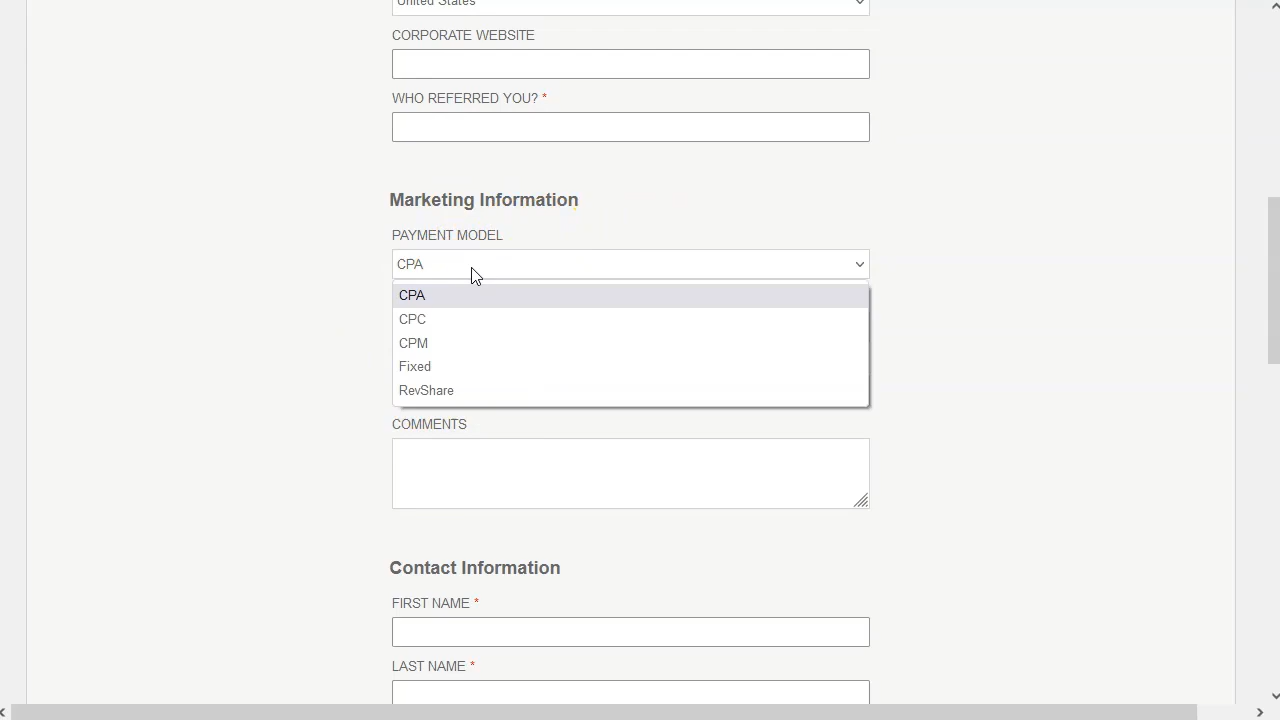 United States
CORPORATE WEBSITE
WHO REFERRED YOU? *
Marketing Information
PAYMENT MODEL
CPA
CPA
CPC
CPM
Fixed
RevShare
COMMENTS
Contact Information
FIRST NAME *
LAST NAME *